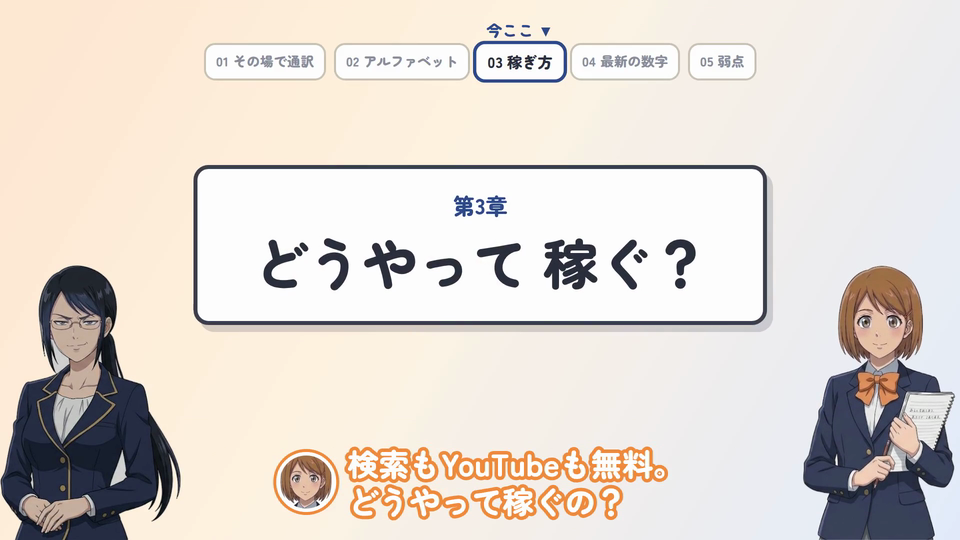 今ここ ▼
01 その場で通訳
02 アルファベット
03 稼ぎ方
04 最新の数字
05 弱点
第3章
どうやって 稼ぐ？
検索もYouTubeも無料。
どうやって稼ぐの？